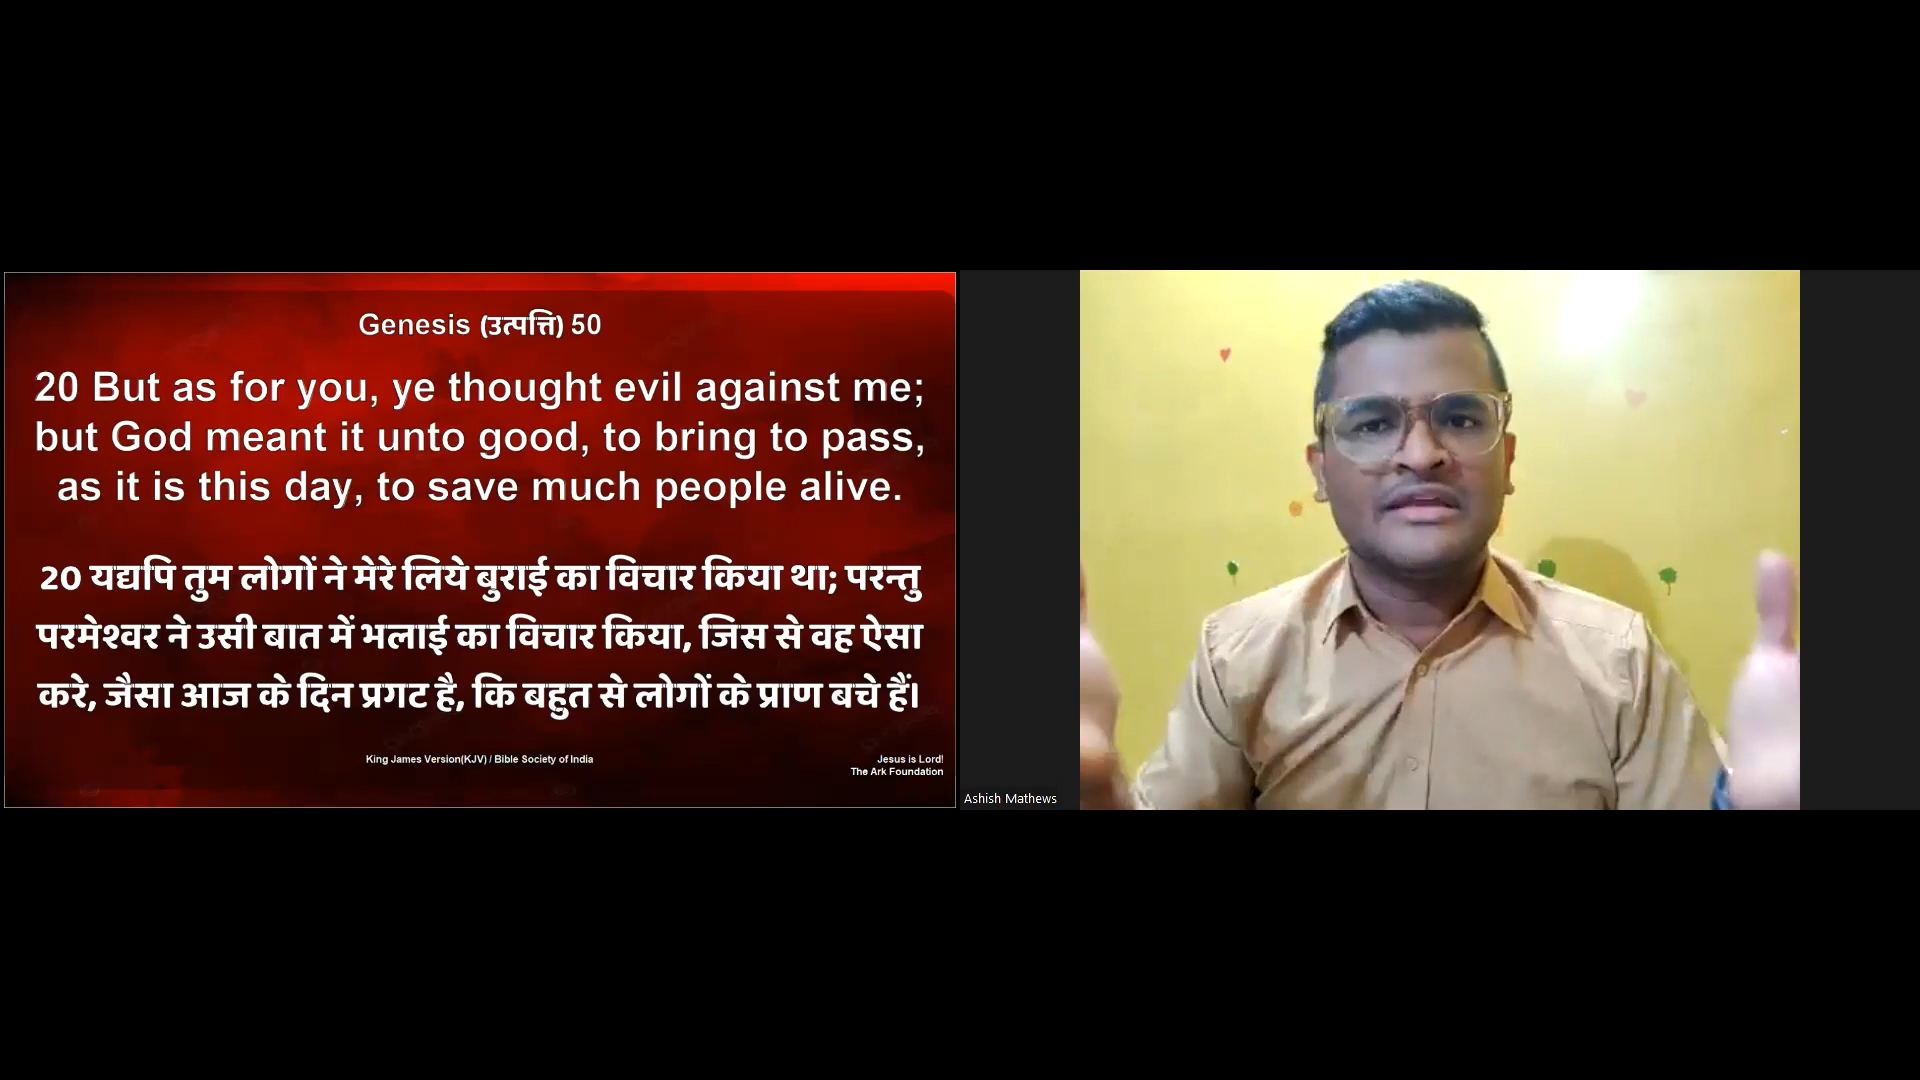 Genesis (उत्पत्ति) 50
20 But as for you, ye thought evil against me;
but God meant it unto good, to bring to pass,
as it is this day, to save much people alive.
20 यद्यपि तुम लोगों ने मेरे लिये बुराई का विचार किया था; परन्तु
परमेश्वर ने उसी बात में भलाई का विचार किया, जिस से वह ऐसा
करे, जैसा आज के दिन प्रगट है, कि बहुत से लोगों के प्राण बचे हैं।
King James Version(KJV) / Bible Society of India
Jesus is Lord!
The Ark Foundation
Ashish Mathews